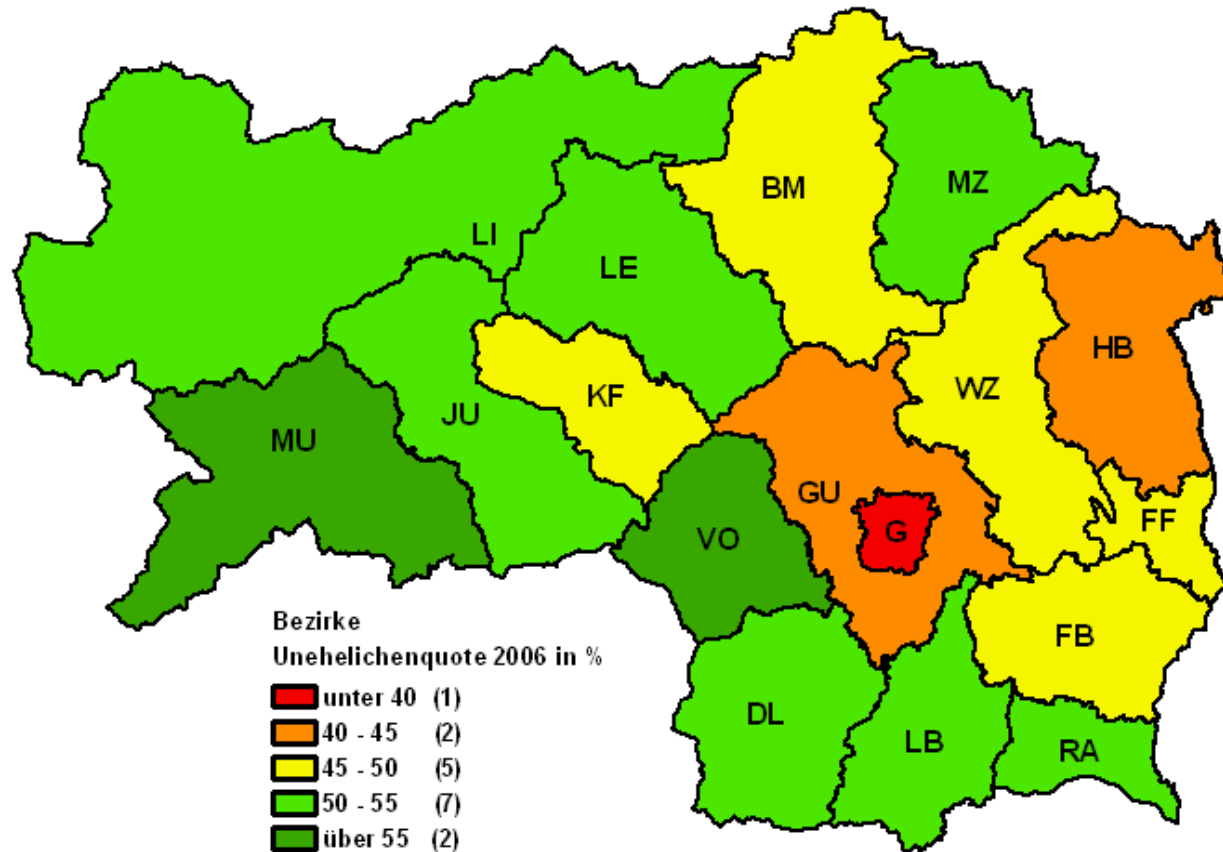 BM
MZ
LI
LE
HB
WZ
KF
JU
MU
GU
FF
G
VO
FB
DL
LB
RA
Bezirke
Unehelichenquote 2006 in %
unter 40 (1)
40 - 45 (2)
45 - 50 (5)
50 - 55 (7)
über 55 (2)